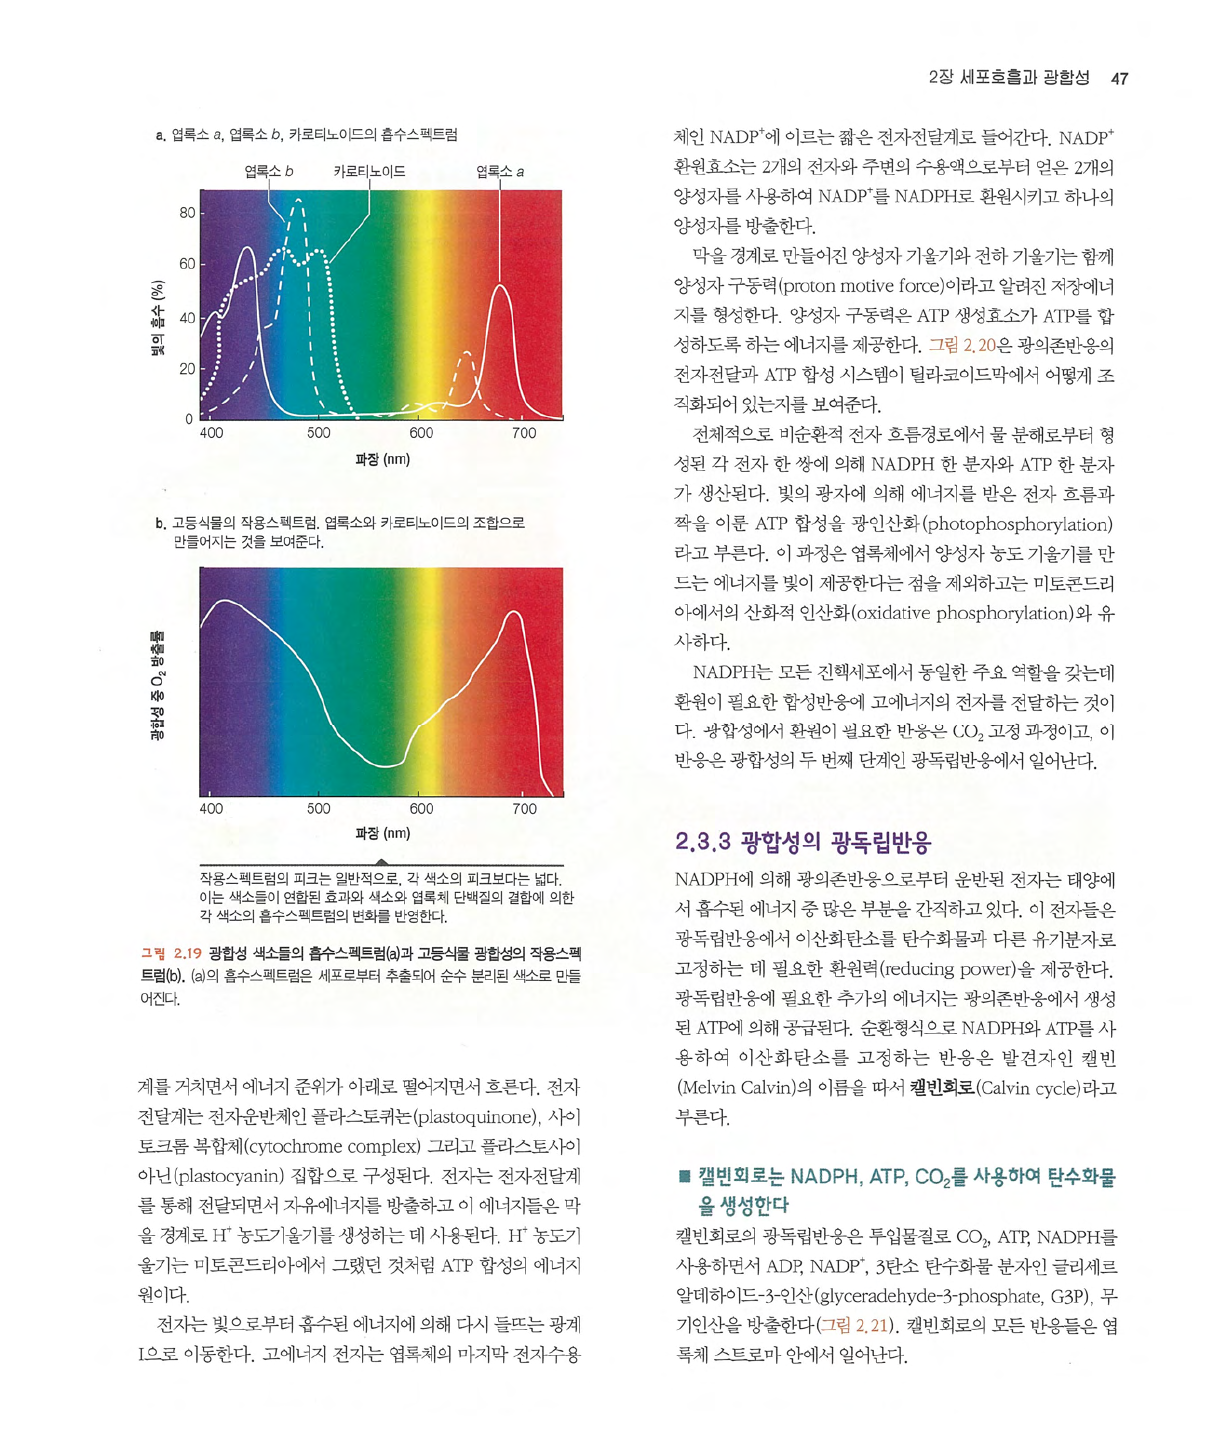 2장 세포호흡과 광합성 47
a. 엽록소 a, 엽록소 b, 카로티노이드의 흡수스펙트럼
엽록소 b 카로티노이드 엽록소 a
빛의 흡수 (%)
80
60
40
20
0
400 500 600 700
파장 (nm)
b. 고등식물의 작용스펙트럼. 엽록소와 카로티노이드의 조합으로
만들어지는 것을 보여준다.
광합성 중 O₂ 방출률
400 500 600 700
파장 (nm)
작용스펙트럼의 피크는 일반적으로, 각 색소의 피크보다는 넓다.
이는 색소들이 연합된 효과와 색소와 엽록체 단백질의 결합에 의한
각 색소의 흡수스펙트럼의 변화를 반영한다.
그림 2.19 광합성 색소들의 흡수스펙트럼(a)과 고등식물 광합성의 작용스펙
트럼(b). (a)의 흡수스펙트럼은 세포로부터 추출되어 순수 분리된 색소로 만들
어진다.
계를 거치면서 에너지 준위가 아래로 떨어지면서 흐른다. 전자
전달계는 전자운반체인 플라스토퀴논(plastoquinone), 사이
토크롬 복합체(cytochrome complex) 그리고 플라스토사이
아닌(plastocyanin) 집합으로 구성된다. 전자는 전자전달계
를 통해 전달되면서 자유에너지를 방출하고 이 에너지들은 막
을 경계로 H⁺ 농도기울기를 생성하는 데 사용된다. H⁺ 농도기
울기는 미토콘드리아에서 그랬던 것처럼 ATP 합성의 에너지
원이다.
전자는 빛으로부터 흡수된 에너지에 의해 다시 들뜨는 광계
I으로 이동한다. 고에너지 전자는 엽록체의 마지막 전자수용
체인 NADP⁺에 이르는 짧은 전자전달계로 들어간다. NADP⁺
환원효소는 2개의 전자와 주변의 수용액으로부터 얻은 2개의
양성자를 사용하여 NADP⁺를 NADPH로 환원시키고 하나의
양성자를 방출한다.
막을 경계로 만들어진 양성자 기울기와 전하 기울기는 함께
양성자 구동력(proton motive force)이라고 알려진 저장에너
지를 형성한다. 양성자 구동력은 ATP 생성효소가 ATP를 합
성하도록 하는 에너지를 제공한다. 그림 2.20은 광의존반응의
전자전달과 ATP 합성 시스템이 틸라코이드막에서 어떻게 조
직화되어 있는지를 보여준다.
전체적으로 비순환적 전자 흐름경로에서 물 분해로부터 형
성된 각 전자 한 쌍에 의해 NADPH 한 분자와 ATP 한 분자
가 생산된다. 빛의 광자에 의해 에너지를 받은 전자 흐름과
짝을 이룬 ATP 합성을 광인산화(photophosphorylation)
라고 부른다. 이 과정은 엽록체에서 양성자 농도 기울기를 만
드는 에너지를 빛이 제공한다는 점을 제외하고는 미토콘드리
아에서의 산화적 인산화(oxidative phosphorylation)와 유
사하다.
NADPH는 모든 진핵세포에서 동일한 주요 역할을 갖는데
환원이 필요한 합성반응에 고에너지의 전자를 전달하는 것이
다. 광합성에서 환원이 필요한 반응은 CO₂ 고정 과정이고, 이
반응은 광합성의 두 번째 단계인 광독립반응에서 일어난다.
2.3.3 광합성의 광독립반응
NADPH에 의해 광의존반응으로부터 운반된 전자는 태양에
서 흡수된 에너지 중 많은 부분을 간직하고 있다. 이 전자들은
광독립반응에서 이산화탄소를 탄수화물과 다른 유기분자로
고정하는 데 필요한 환원력(reducing power)을 제공한다.
광독립반응에 필요한 추가의 에너지는 광의존반응에서 생성
된 ATP에 의해 공급된다. 순환형식으로 NADPH와 ATP를 사
용하여 이산화탄소를 고정하는 반응은 발견자인 캘빈
(Melvin Calvin)의 이름을 따서 캘빈회로(Calvin cycle)라고
부른다.
■ 캘빈회로는 NADPH, ATP, CO₂를 사용하여 탄수화물
을 생성한다
캘빈회로의 광독립반응은 투입물질로 CO₂, ATP, NADPH를
사용하면서 ADP, NADP⁺, 3탄소 탄수화물 분자인 글리세르
알데하이드-3-인산(glyceradehyde-3-phosphate, G3P), 무
기인산을 방출한다(그림 2.21). 캘빈회로의 모든 반응들은 엽
록체 스트로마 안에서 일어난다.